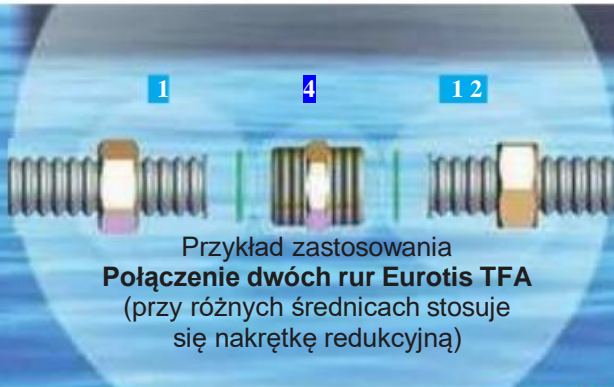 1 4 1 2
Przykład zastosowania
Połączenie dwóch rur Eurotis TFA
(przy różnych średnicach stosuje
się nakrętkę redukcyjną)